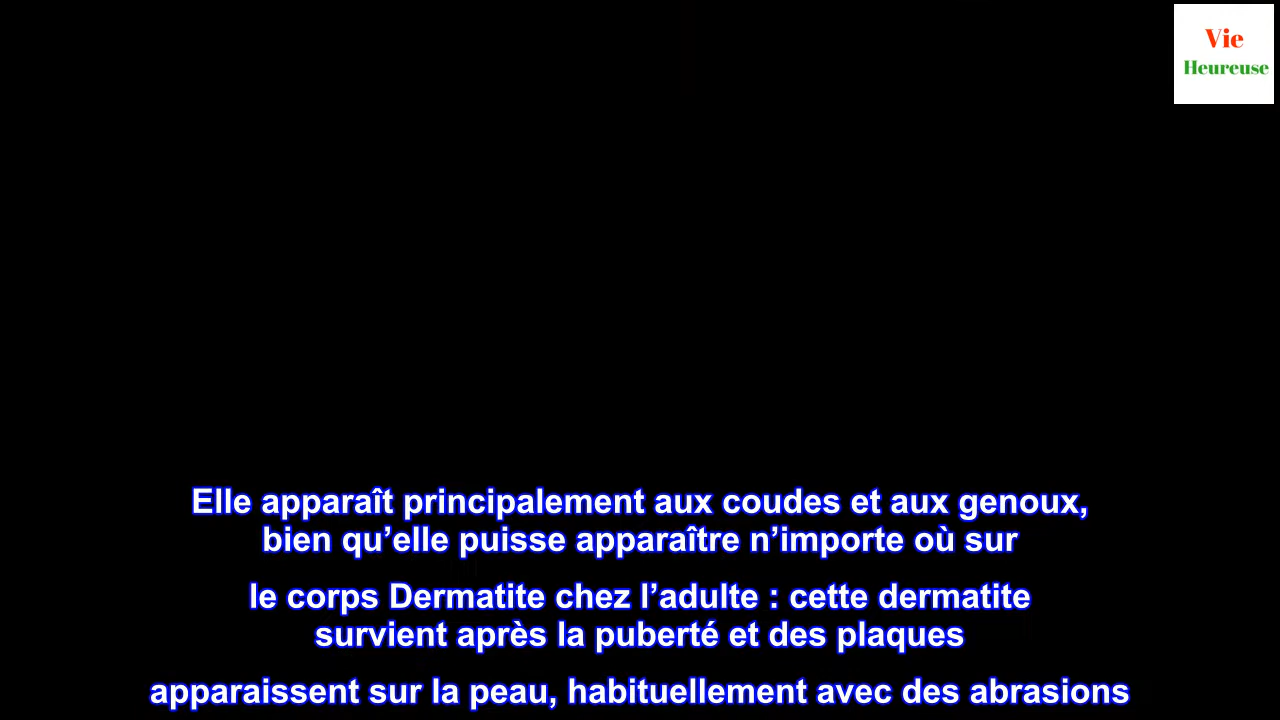 Vie
Heureuse
Elle apparaît principalement aux coudes et aux genoux,
bien qu’elle puisse apparaître n’importe où sur
le corps Dermatite chez l’adulte : cette dermatite
survient après la puberté et des plaques
apparaissent sur la peau, habituellement avec des abrasions